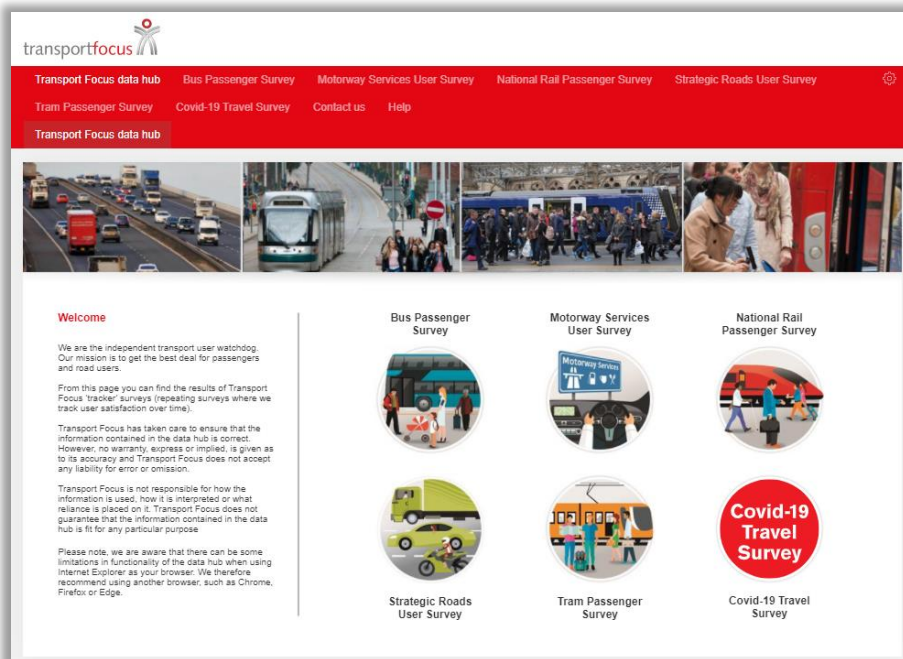 transportfocus
Transport Focus data hub Bus Passenger Survey Motorway Services User Survey National Rail Passenger Survey Strategic Roads User Survey
Tram Passenger Survey Covid-19 Travel Survey Contact us Help
Transport Focus data hub
Welcome
We are the independent transport user watchdog.
Our mission is to get the best deal for passengers
and road users.
From this page you can find the results of Transport
Focus 'tracker' surveys (repeating surveys where we
track user satisfaction over time).
Transport Focus has taken care to ensure that the
information contained in the data hub is correct.
However, no warranty, express or implied, is given as
to its accuracy and Transport Focus does not accept
any liability for error or omission.
Transport Focus is not responsible for how the
information is used, how it is interpreted or what
reliance is placed on it. Transport Focus does not
guarantee that the information contained in the data
hub is fit for any particular purpose
Please note, we are aware that there can be some
limitations in functionality of the data hub when using
Internet Explorer as your browser. We therefore
recommend using another browser, such as Chrome,
Firefox or Edge.
Bus Passenger
Survey
Motorway Services
User Survey
Motorway Services
National Rail
Passenger Survey
Strategic Roads
User Survey
Tram Passenger
Survey
Covid-19
Travel
Survey
Covid-19 Travel
Survey